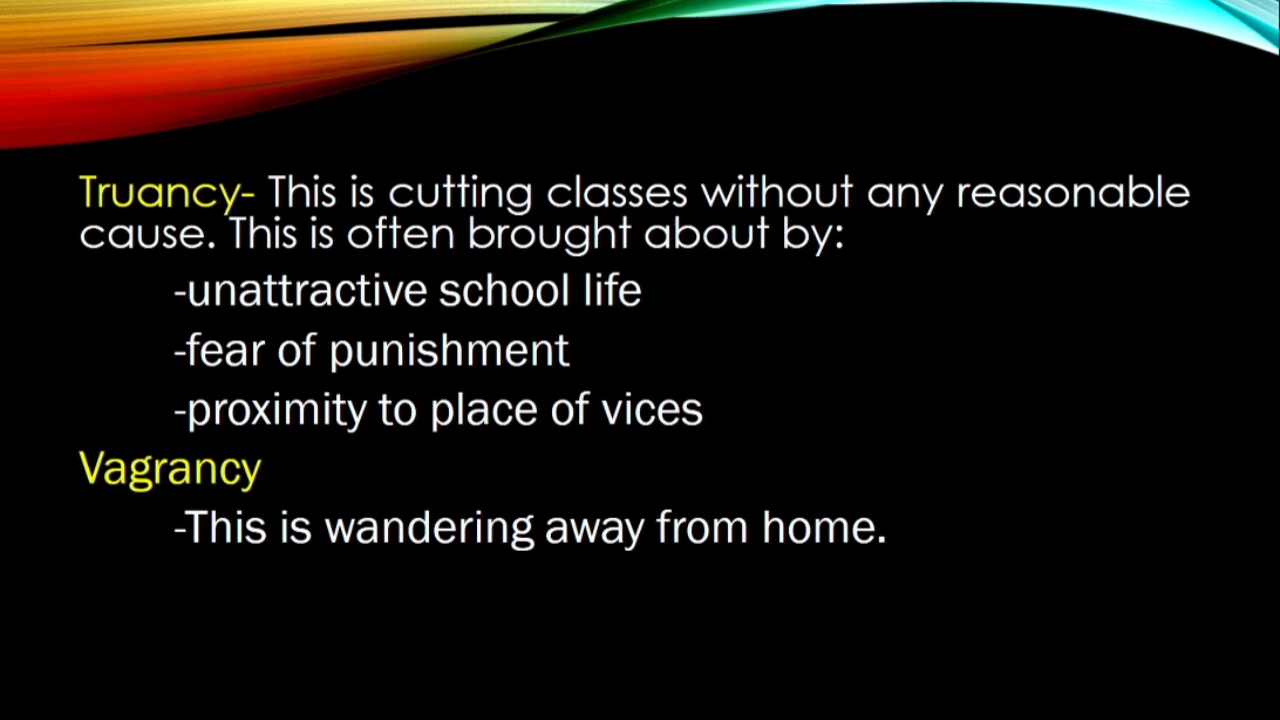 Truancy- This is cutting classes without any reasonable
cause. This is often brought about by:
-unattractive school life
-fear of punishment
-proximity to place of vices
Vagrancy
-This is wandering away from home.